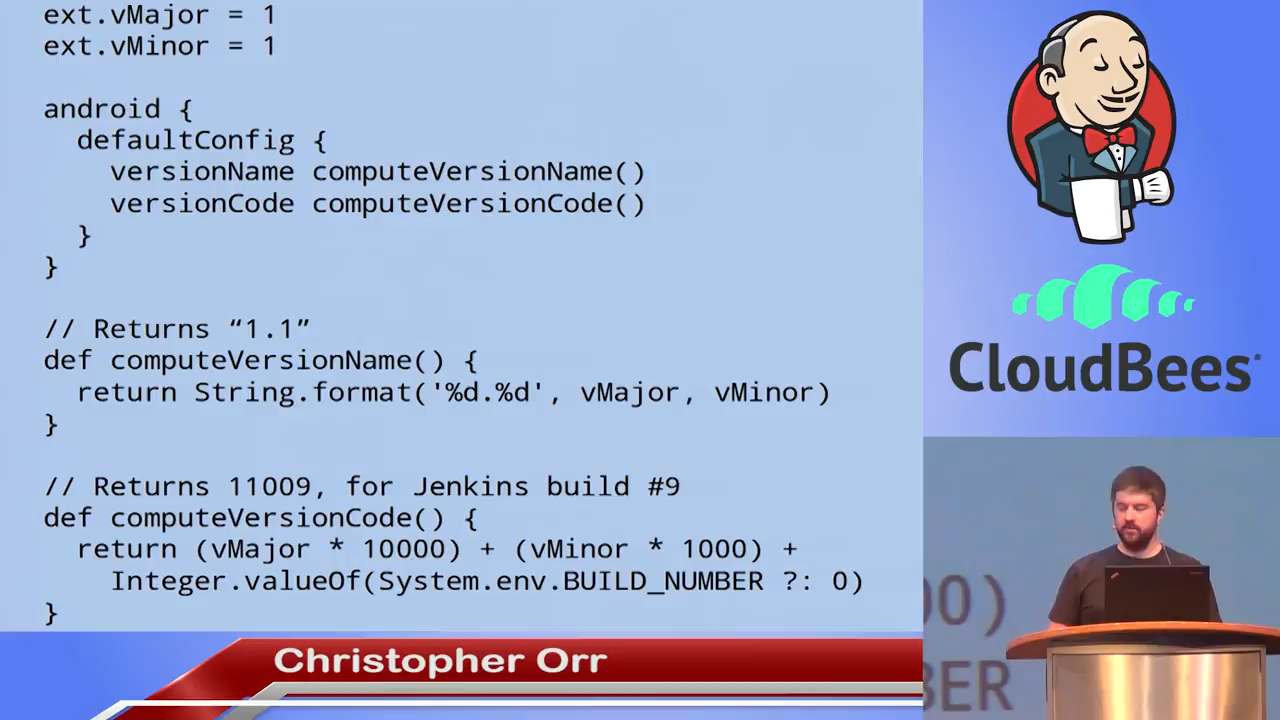 ext.vMajor = 1
ext.vMinor = 1
android {
defaultConfig {
versionName computeVersionName()
versionCode computeVersionCode()
}
}
// Returns “1.1”
def computeVersionName() {
return String.format('%d.%d', vMajor, vMinor)
}
// Returns 11009, for Jenkins build #9
def computeVersionCode() {
return (vMajor * 10000) + (vMinor * 1000) +
Integer.valueOf(System.env.BUILD_NUMBER ?: 0)
}
CloudBees
00)
BER
Christopher Orr